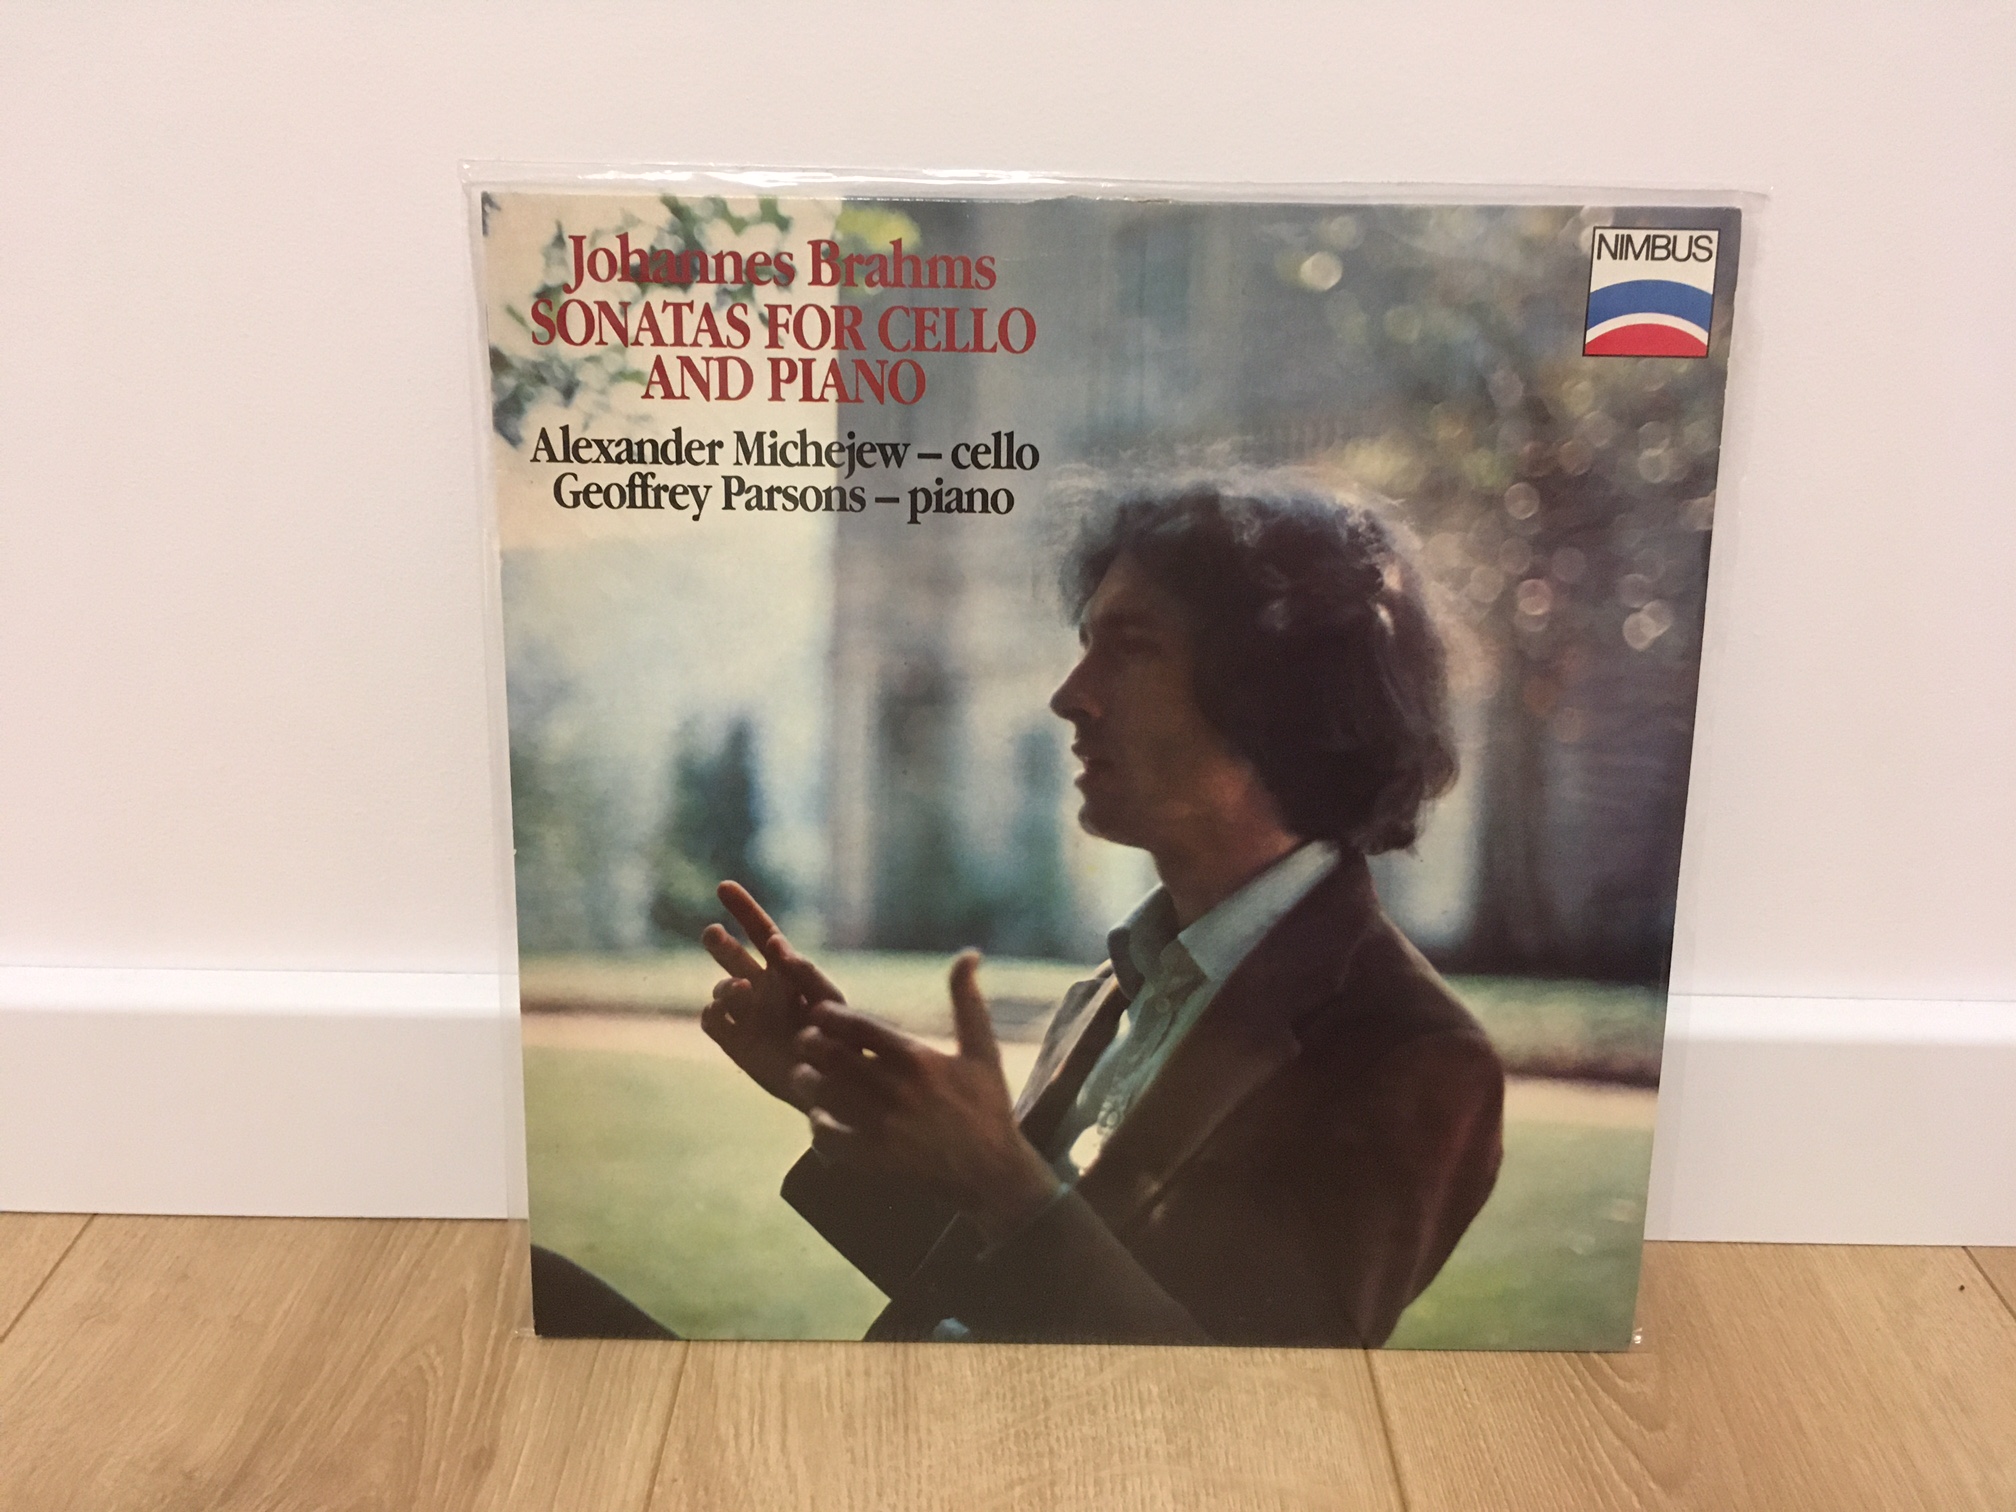 Johannes Brahms
SONATAS FOR CELLO
AND PIANO
Alexander Michejew – cello
Geoffrey Parsons – piano
NIMBUS